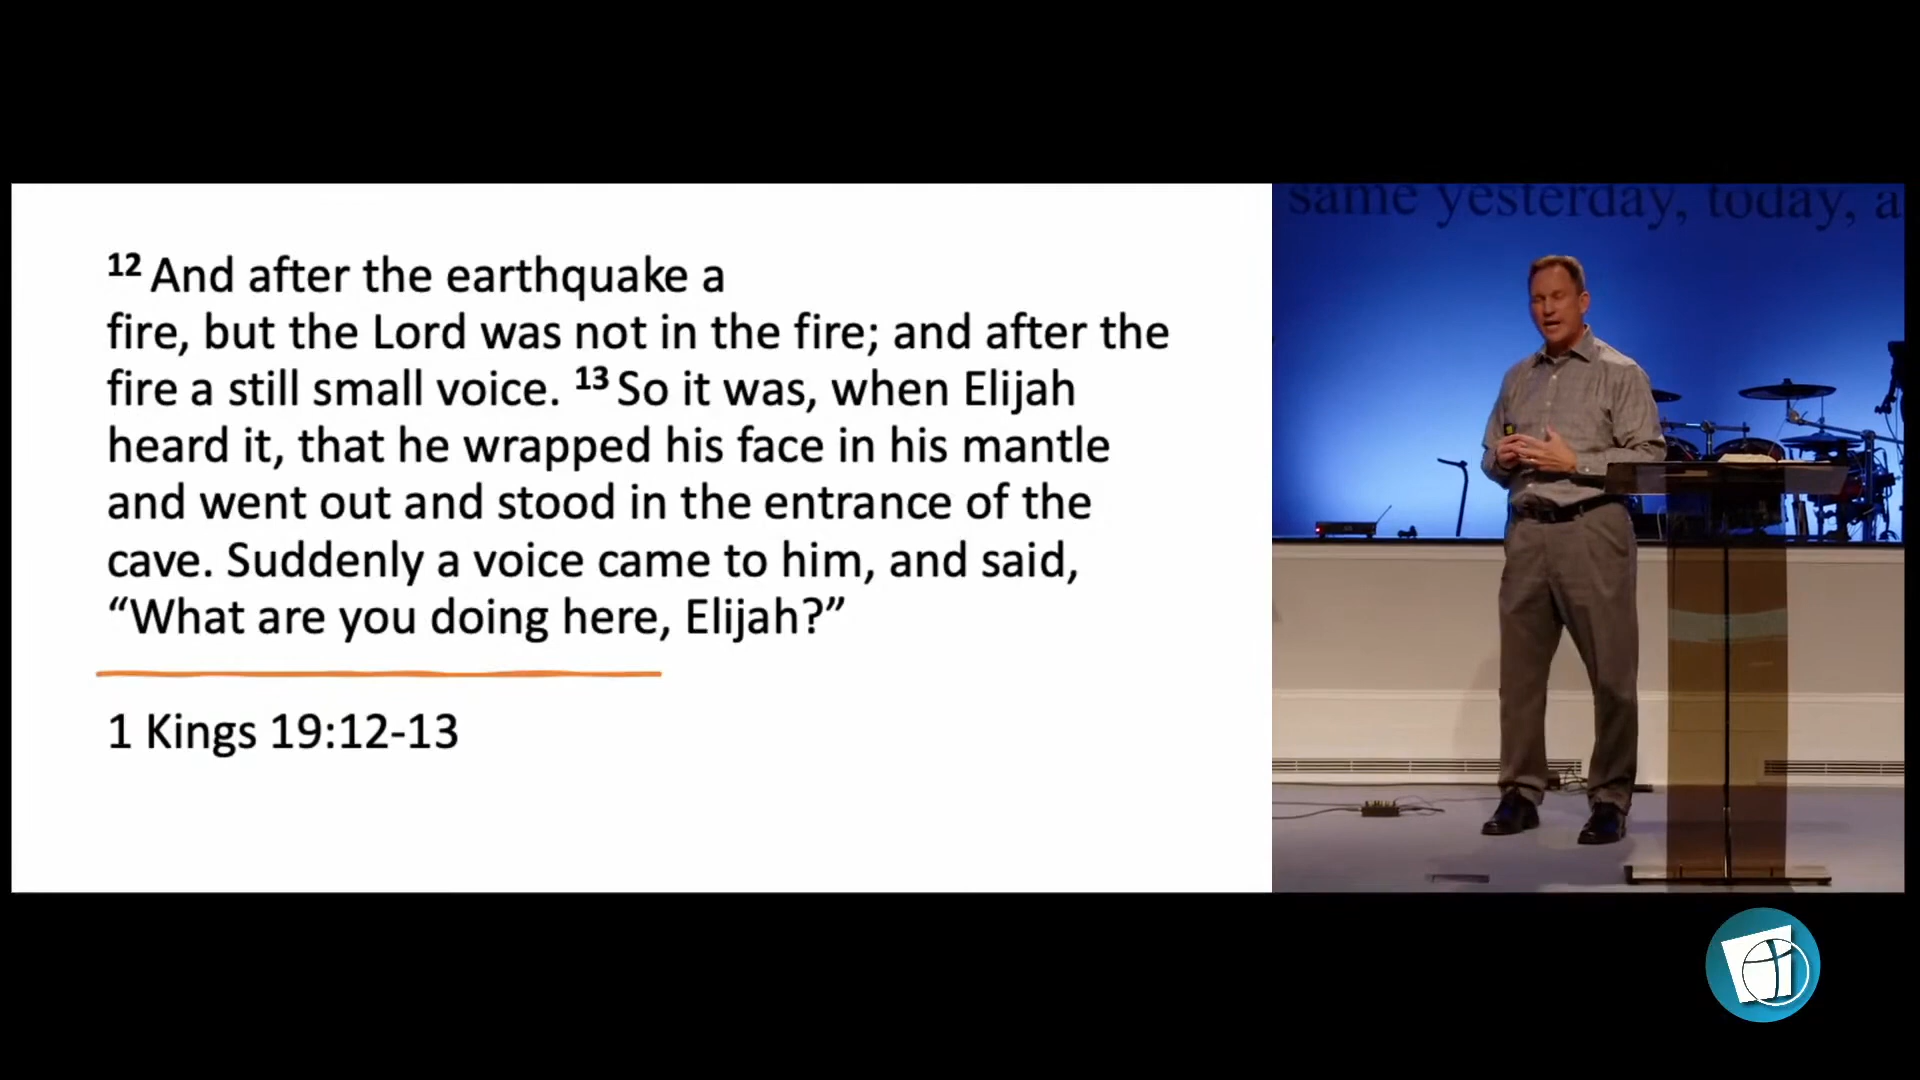 12 And after the earthquake a
fire, but the Lord was not in the fire; and after the
fire a still small voice. 13 So it was, when Elijah
heard it, that he wrapped his face in his mantle
and went out and stood in the entrance of the
cave. Suddenly a voice came to him, and said,
“What are you doing here, Elijah?”
1 Kings 19:12-13
same yesterday, today, a